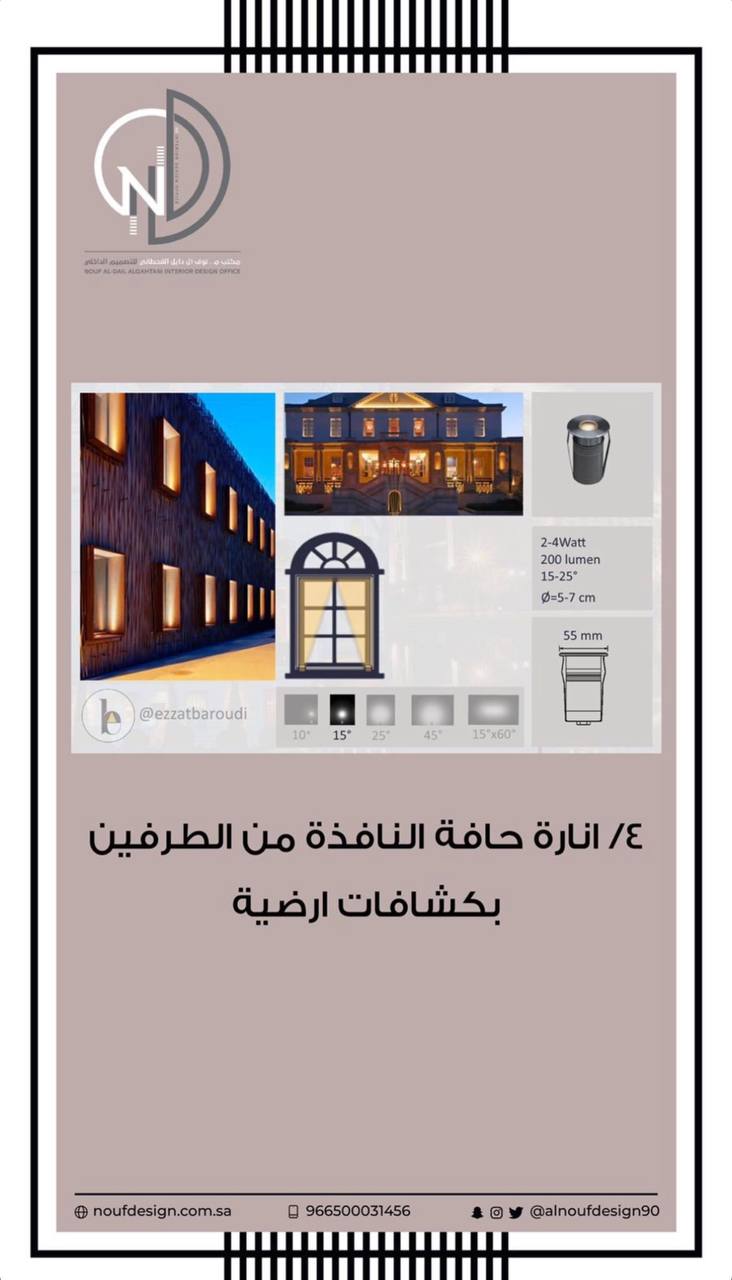 مكتب م. نوف ال دايل القحطاني للتصميم الداخلي
NOUF AL-DAIL ALQAHTANI INTERIOR DESIGN OFFICE
2-4Watt
200 lumen
15-25°
Ø=5-7 cm
55 mm
@ezzatbaroudi
10° 15° 25° 45° 15°x60°
٤/ انارة حافة النافذة من الطرفين
بكشافات ارضية
noufdesign.com.sa 966500031456 @alnoufdesign90